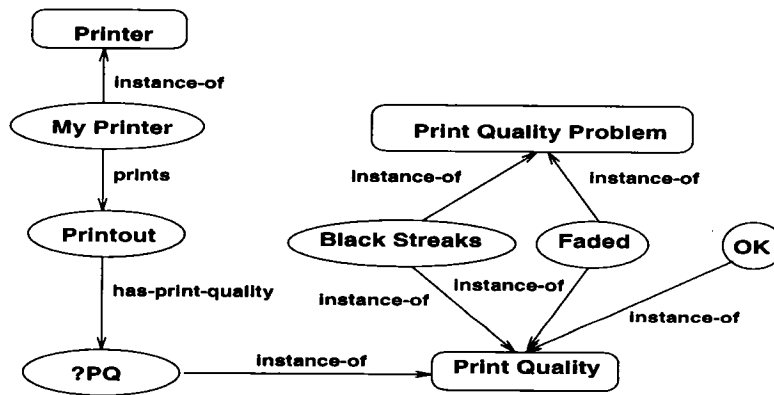 Printer
instance-of
My Printer
prints
Printout
has-print-quality
?PQ
instance-of
Print Quality Problem
instance-of
instance-of
Black Streaks
Faded
OK
instance-of
instance-of
instance-of
Print Quality